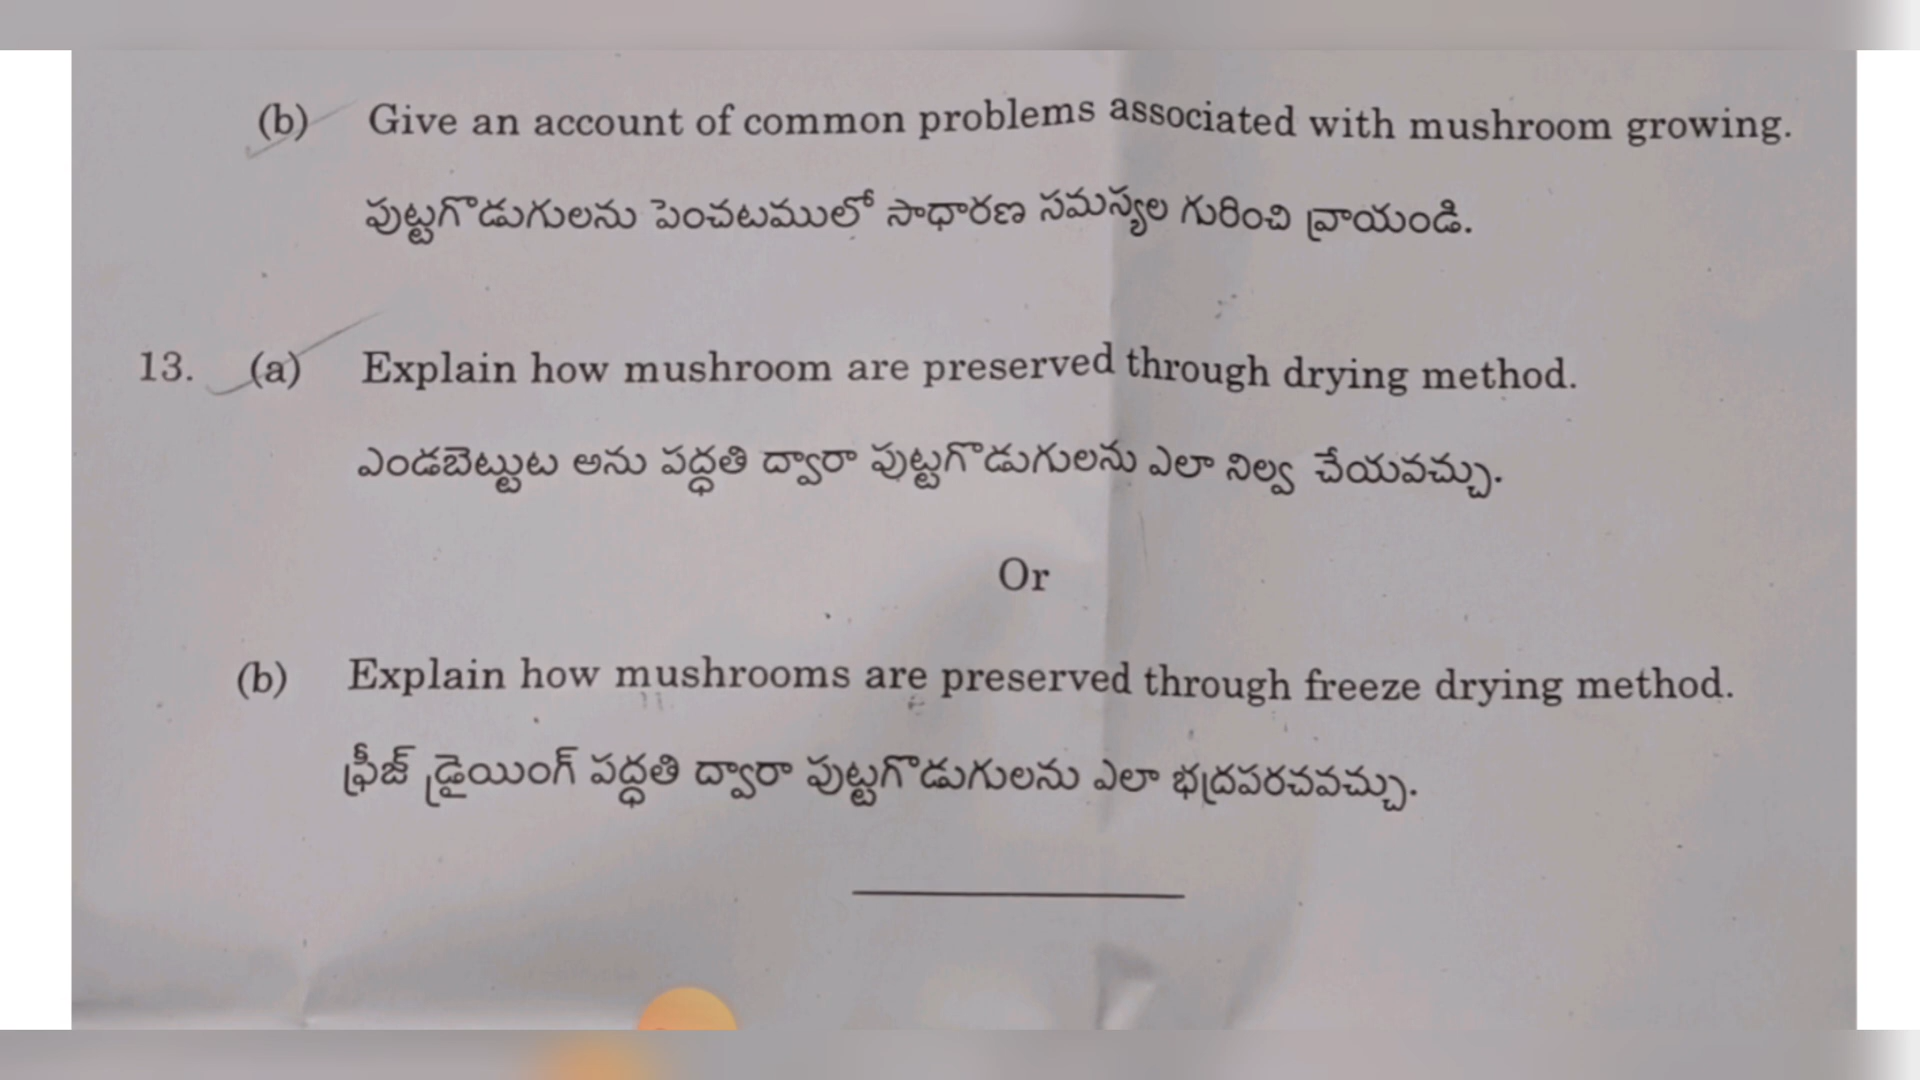 (b) Give an account of common problems associated with mushroom growing.
పుట్టగొడుగులను పెంచటములో సాధారణ సమస్యల గురించి వ్రాయండి.
13. (a) Explain how mushroom are preserved through drying method.
ఎండబెట్టుట అను పద్ధతి ద్వారా పుట్టగొడుగులను ఎలా నిల్వ చేయవచ్చు.
Or
(b) Explain how mushrooms are preserved through freeze drying method.
ఫ్రీజ్ డ్రైయింగ్ పద్ధతి ద్వారా పుట్టగొడుగులను ఎలా భద్రపరచవచ్చు.